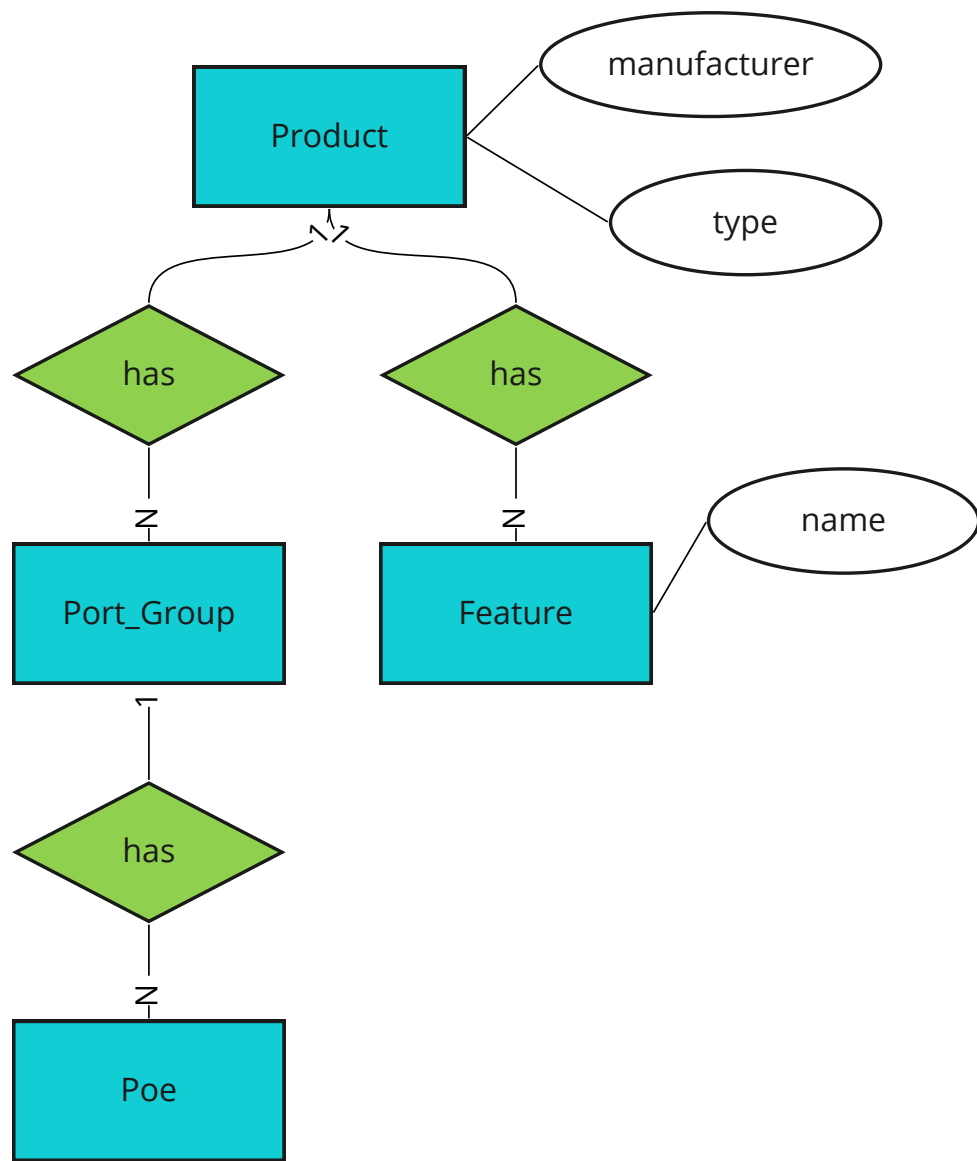 manufacturer
Product
type
1
1
has
has
N
N
name
Port_Group
Feature
1
has
N
Poe